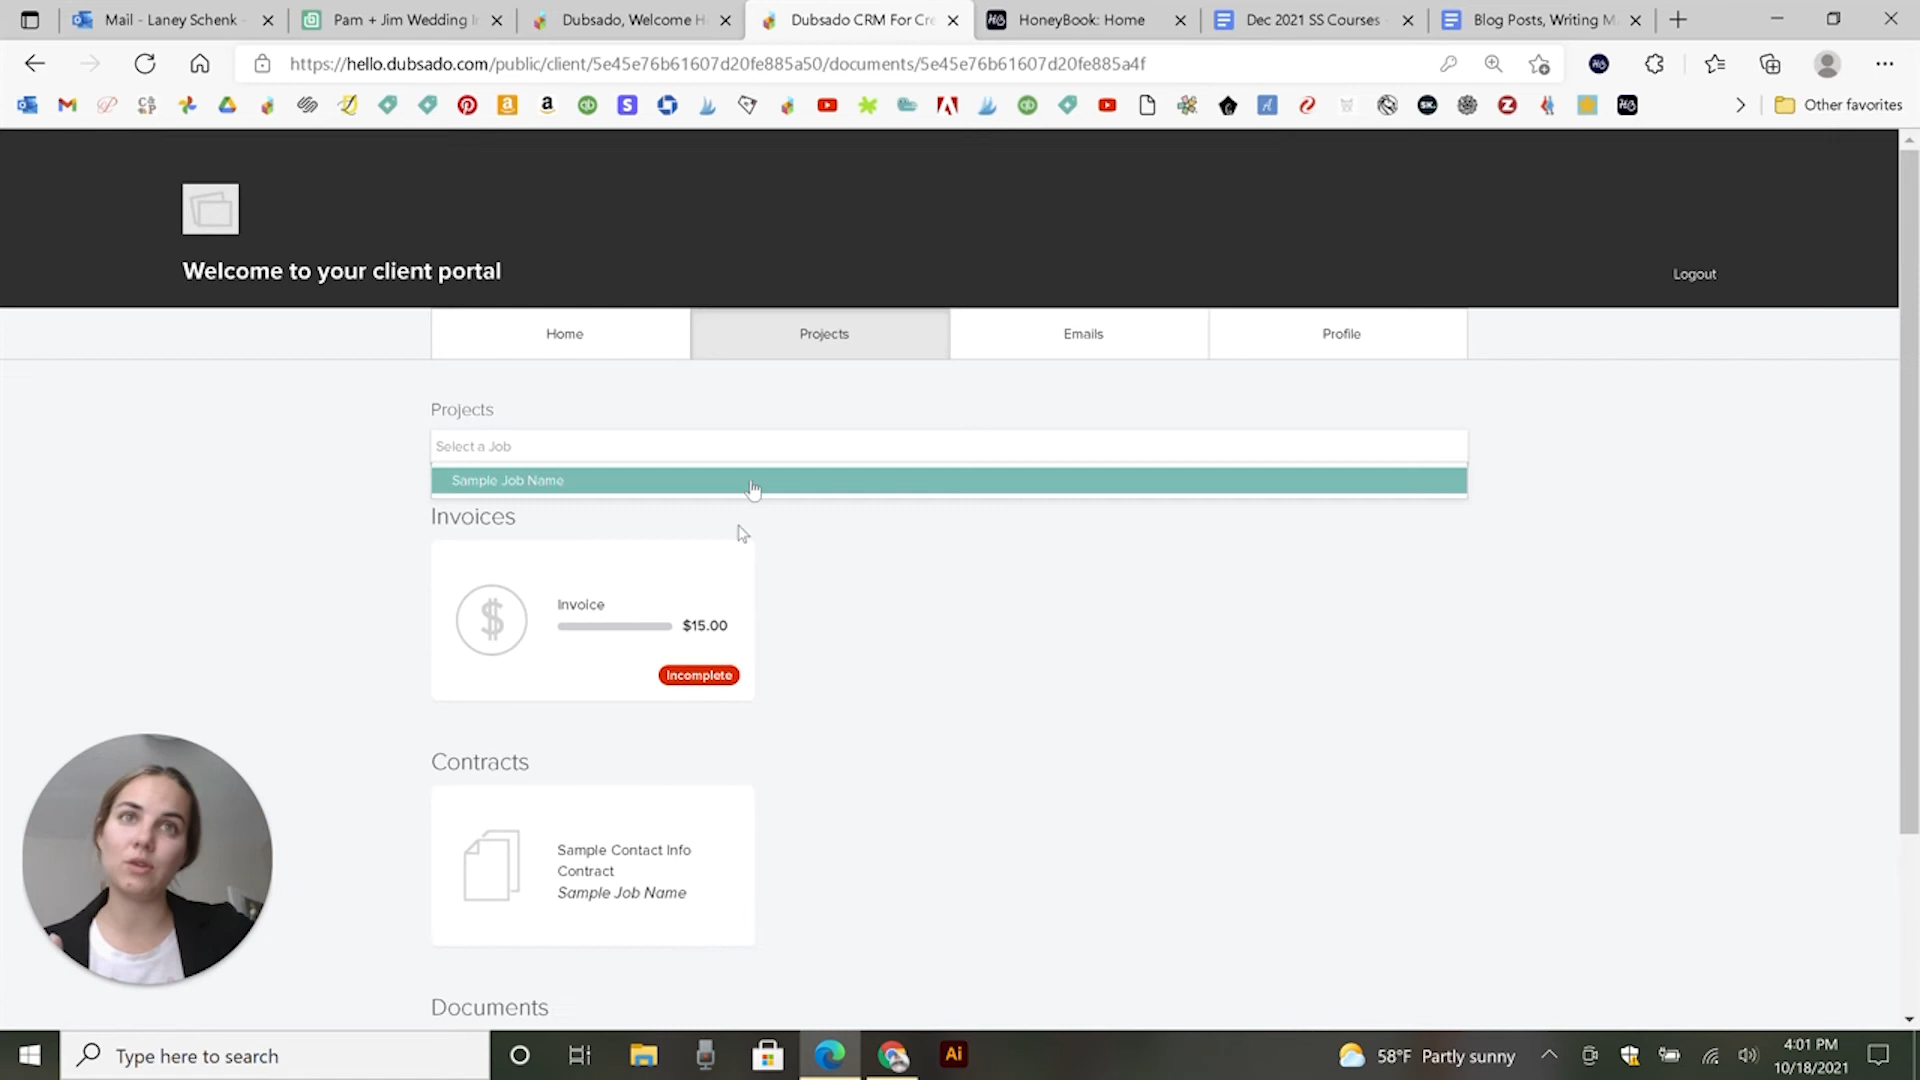 Mail - Laney Schenk -
Pam + Jim Wedding I
Dubsado, Welcome H
Dubsado CRM For Cre
HoneyBook: Home
Dec 2021 SS Courses
Blog Posts, Writing M
https://hello.dubsado.com/public/client/5e45e76b61607d20fe885a50/documents/5e45e76b61607d20fe885a4f
Other favorites
Welcome to your client portal
Logout
Home
Projects
Emails
Profile
Projects
Select a Job
Sample Job Name
Invoices
Invoice
$15.00
Incomplete
Contracts
Sample Contact Info
Contract
Sample Job Name
Documents
Type here to search
Ai
58°F Partly sunny
4:01 PM
10/18/2021